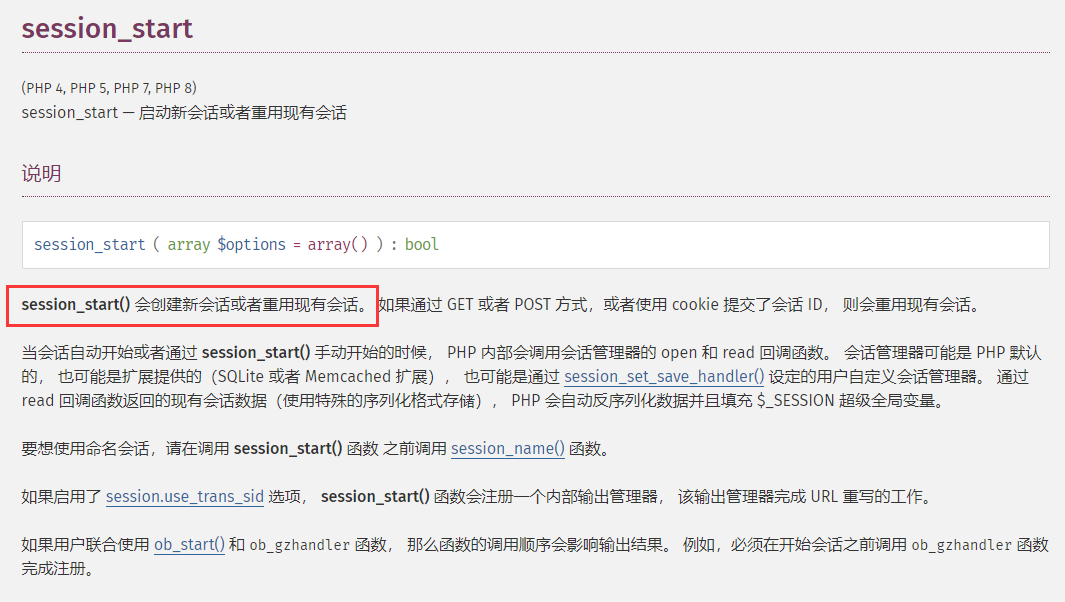 session_start
(PHP 4, PHP 5, PHP 7, PHP 8)
session_start — 启动新会话或者重用现有会话
说明
session_start ( array $options = array() ) : bool
session_start() 会创建新会话或者重用现有会话。 如果通过 GET 或者 POST 方式，或者使用 cookie 提交了会话 ID， 则会重用现有会话。
当会话自动开始或者通过 session_start() 手动开始的时候， PHP 内部会调用会话管理器的 open 和 read 回调函数。 会话管理器可能是 PHP 默认
的， 也可能是扩展提供的（SQLite 或者 Memcached 扩展）， 也可能是通过 session_set_save_handler() 设定的用户自定义会话管理器。 通过
read 回调函数返回的现有会话数据（使用特殊的序列化格式存储）， PHP 会自动反序列化数据并且填充 $_SESSION 超级全局变量。
要想使用命名会话，请在调用 session_start() 函数 之前调用 session_name() 函数。
如果启用了 session.use_trans_sid 选项， session_start() 函数会注册一个内部输出管理器， 该输出管理器完成 URL 重写的工作。
如果用户联合使用 ob_start() 和 ob_gzhandler 函数， 那么函数的调用顺序会影响输出结果。 例如，必须在开始会话之前调用 ob_gzhandler 函数
完成注册。